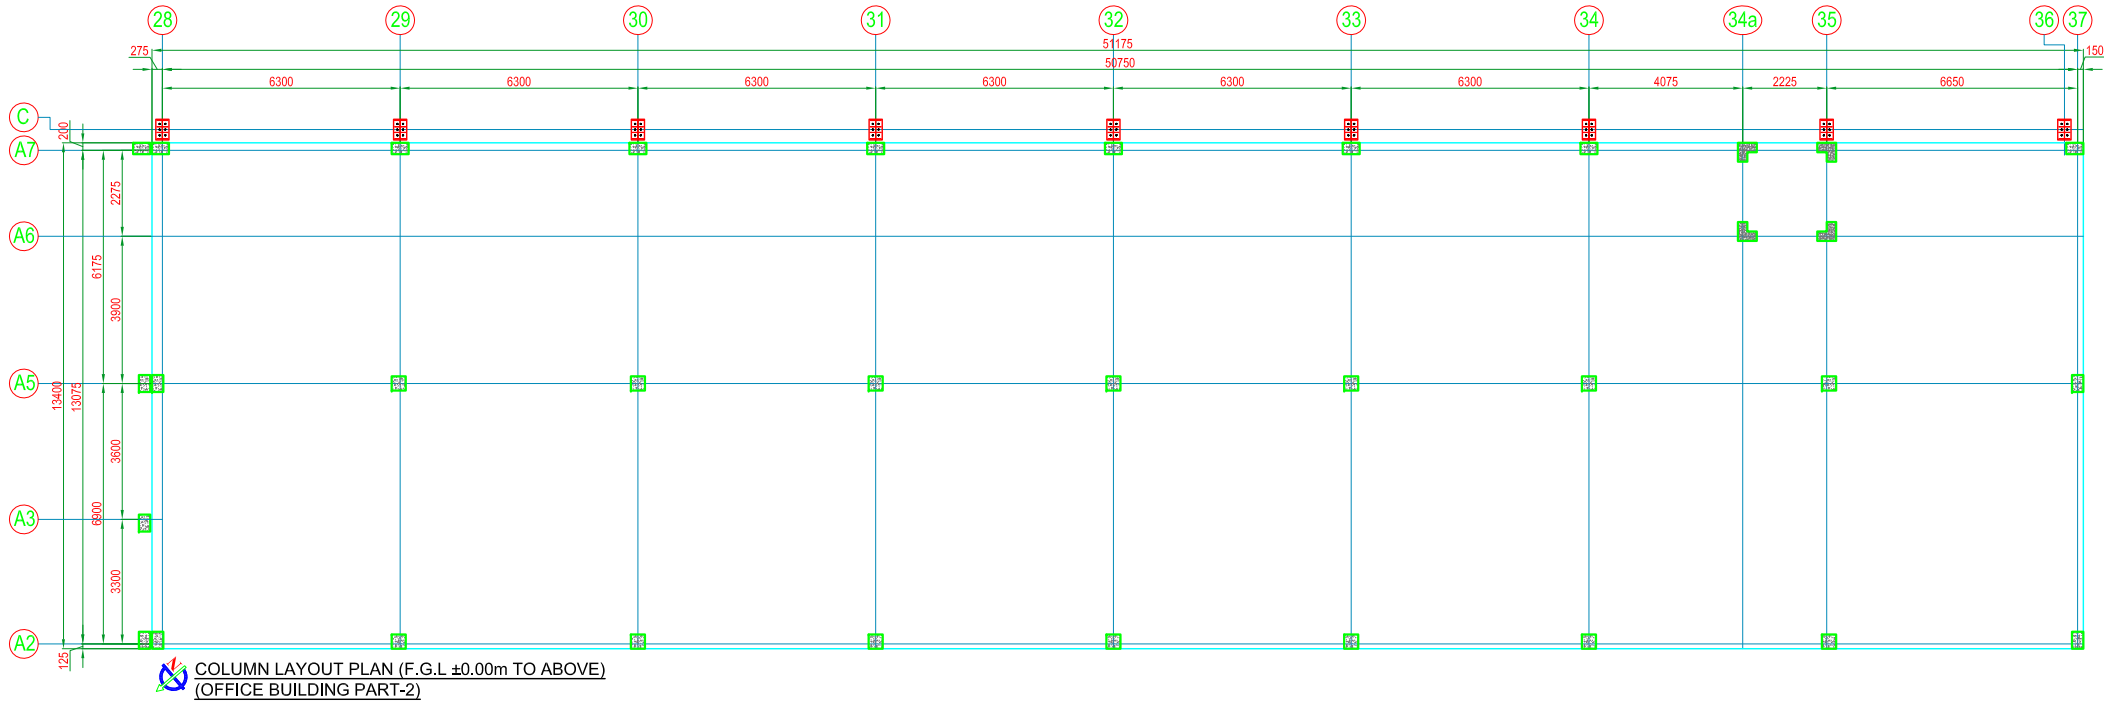 28 29 30 31 32 33 34 34a 35 36 37
51175
275 50750 150
6300 6300 6300 6300 6300 6300 4075 2225 6650
C
200
A7
2275
A6
6175
3900
A5
13400
13075
3600
6900
A3
3300
A2
125
N
COLUMN LAYOUT PLAN (F.G.L ±0.00m TO ABOVE)
(OFFICE BUILDING PART-2)